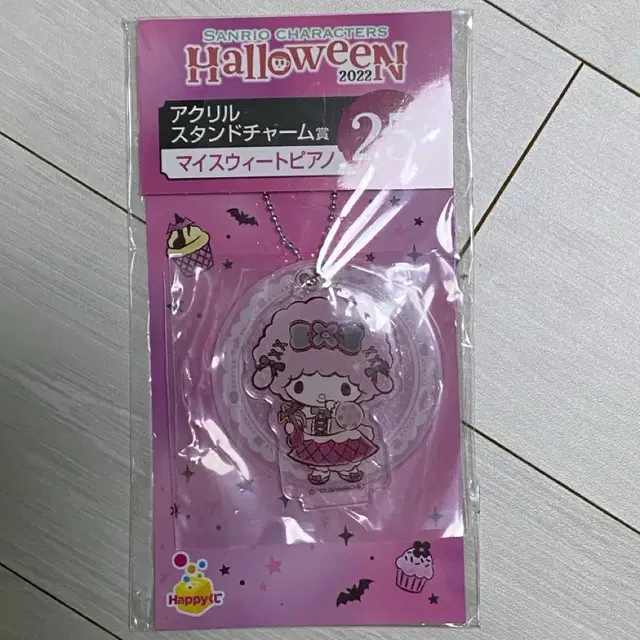 SANRIO CHARACTERS
Halloween
2022
アクリル
スタンドチャーム賞
25
マイスウィートピアノ
Happyくじ